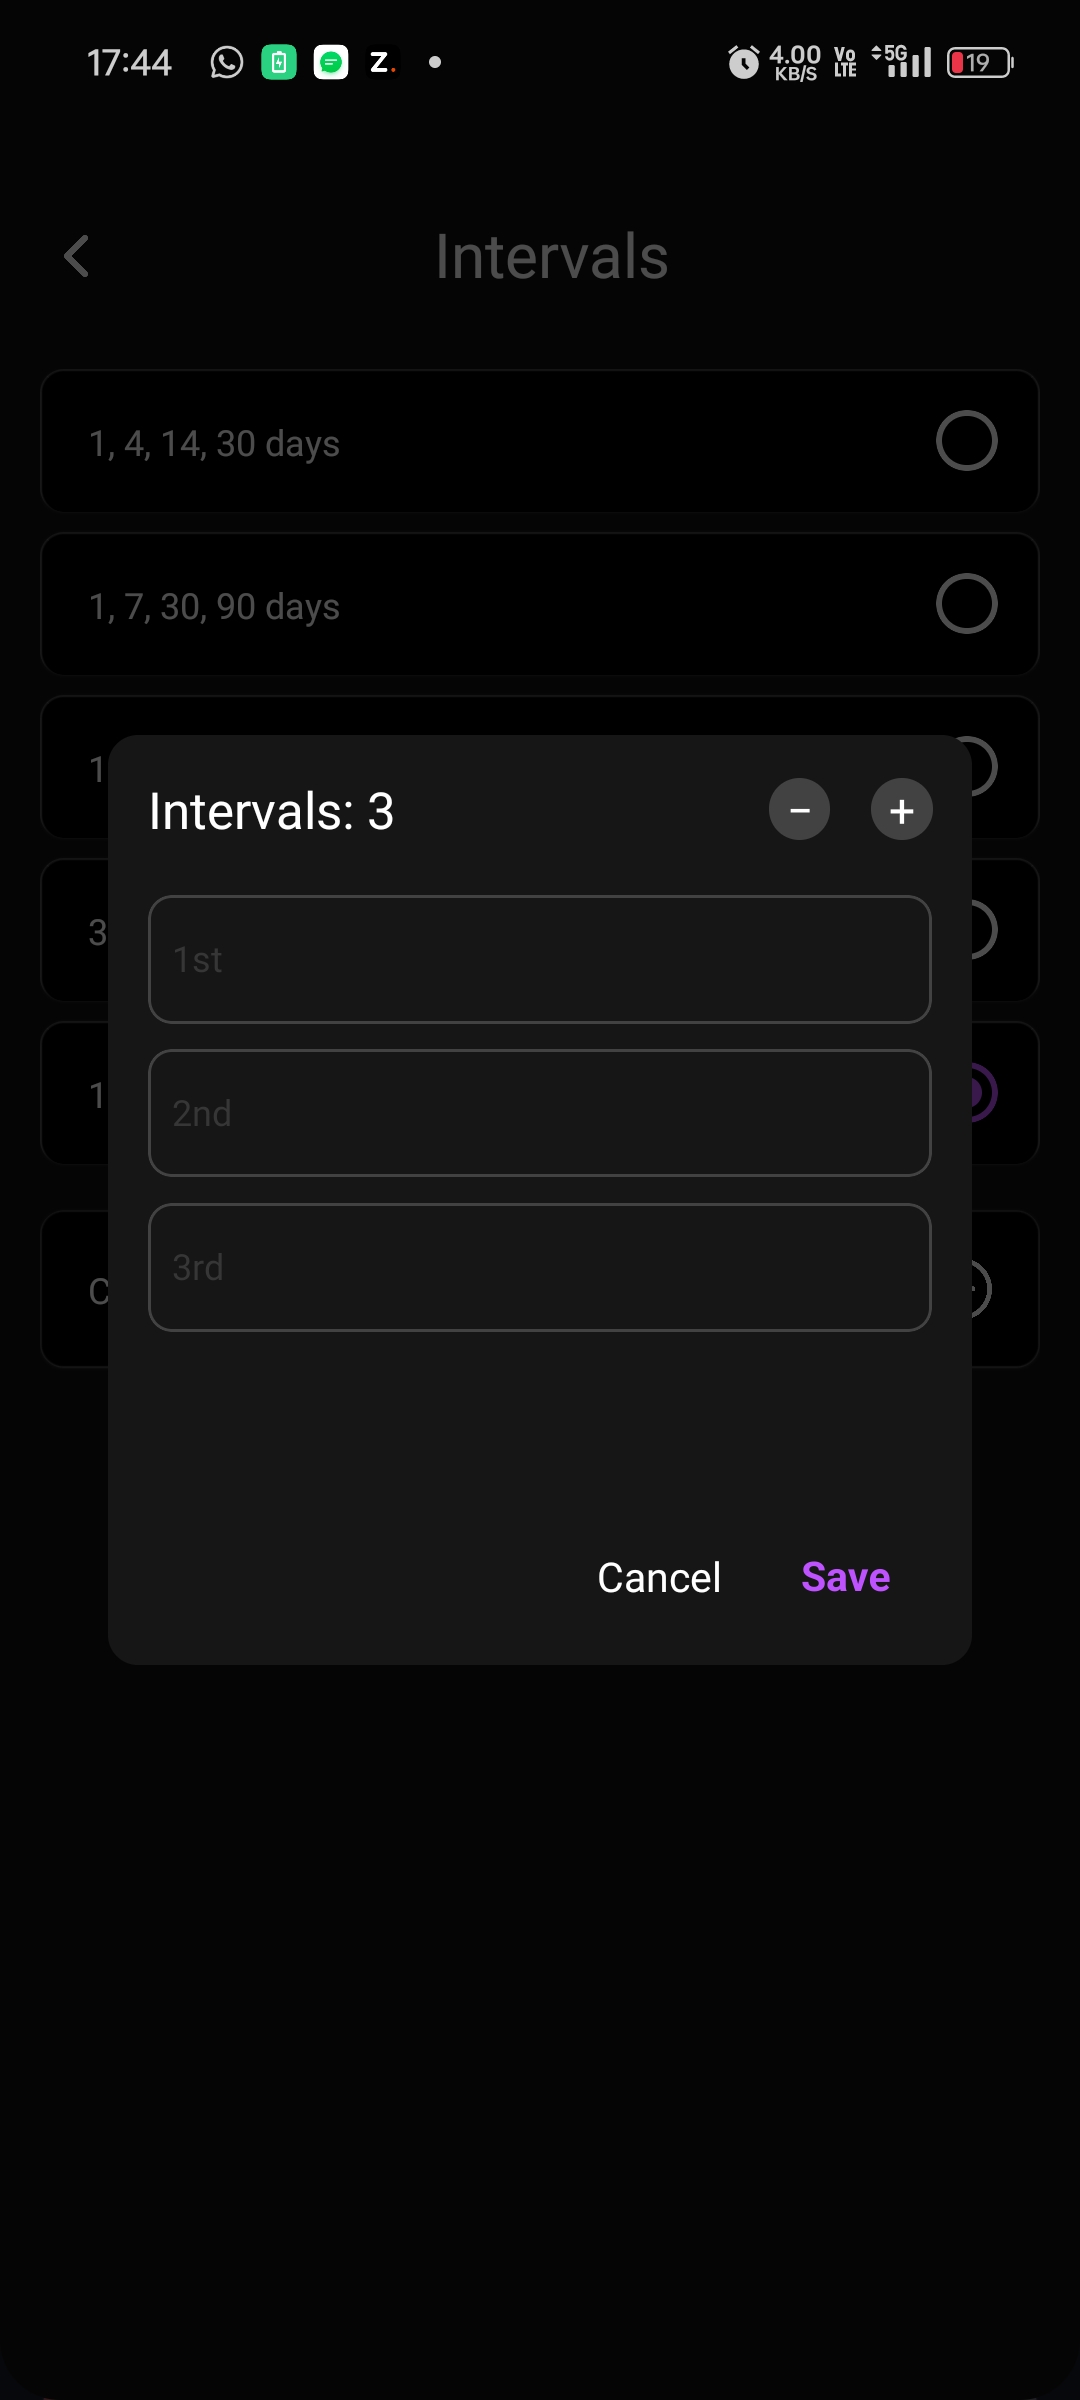 17:44 Z. 4.00 KB/S Vo LTE 5G 19
Intervals
1, 4, 14, 30 days
1, 7, 30, 90 days
1
Intervals: 3 − +
1st
3
2nd
1
3rd
C
Cancel Save